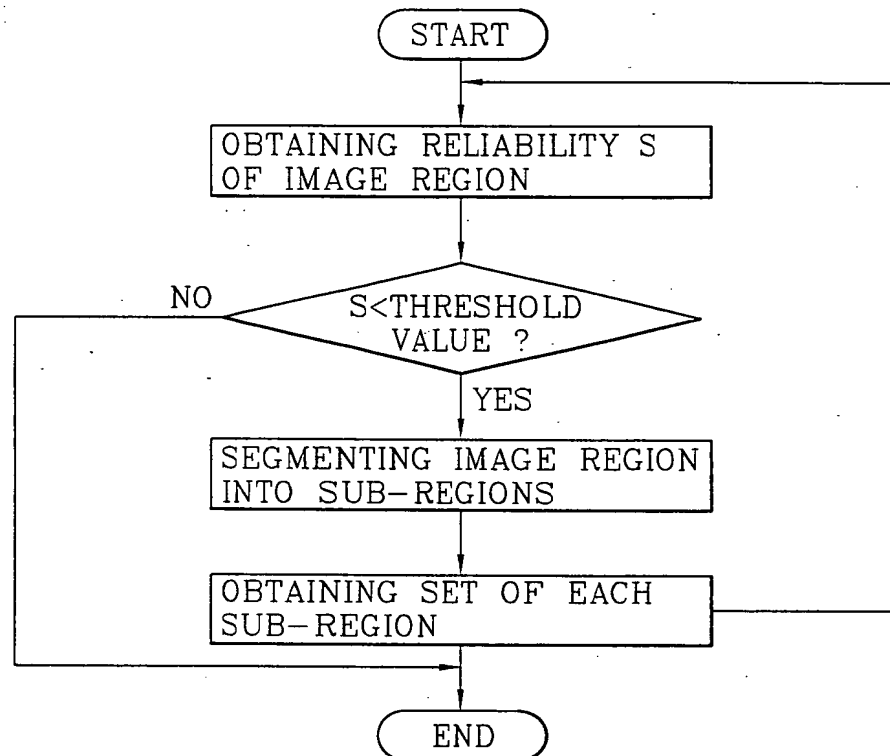 START
OBTAINING RELIABILITY S
OF IMAGE REGION
NO
S<THRESHOLD
VALUE ?
YES
SEGMENTING IMAGE REGION
INTO SUB-REGIONS
OBTAINING SET OF EACH
SUB-REGION
END